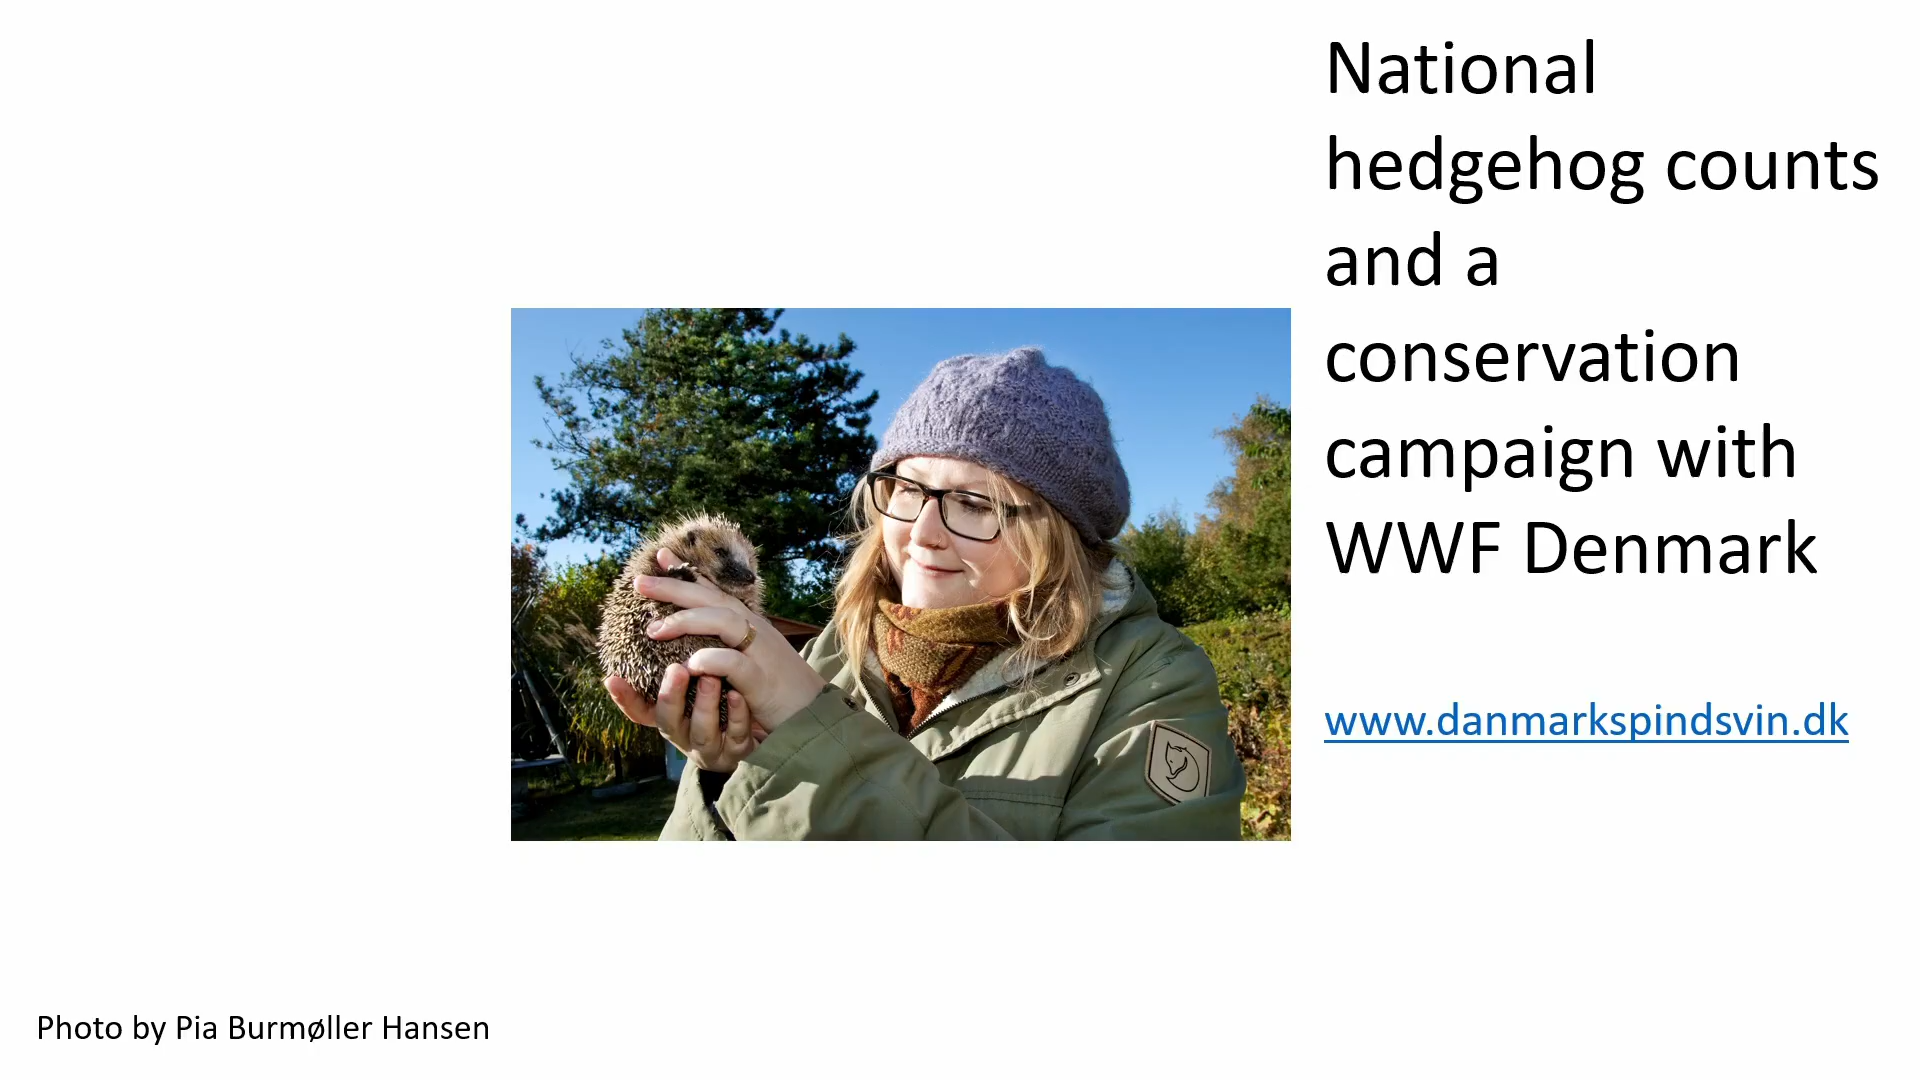 National
hedgehog counts
and a
conservation
campaign with
WWF Denmark
www.danmarkspindsvin.dk
Photo by Pia Burmøller Hansen